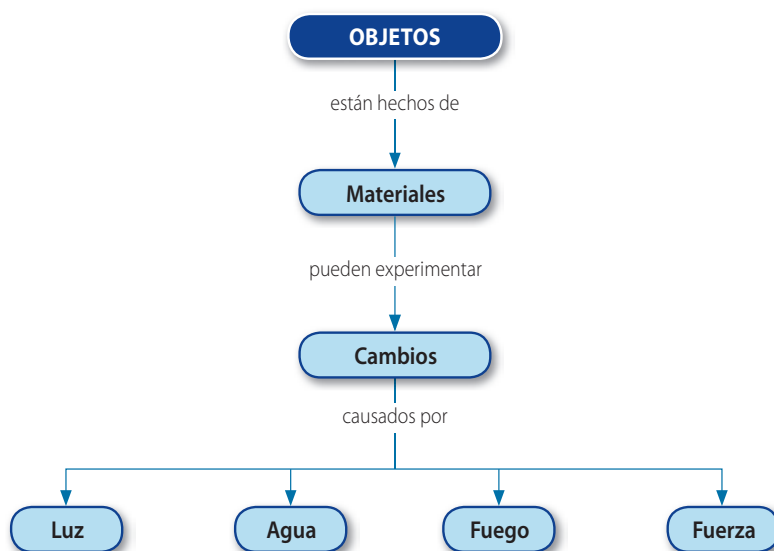 OBJETOS
están hechos de
Materiales
pueden experimentar
Cambios
causados por
Luz
Agua
Fuego
Fuerza